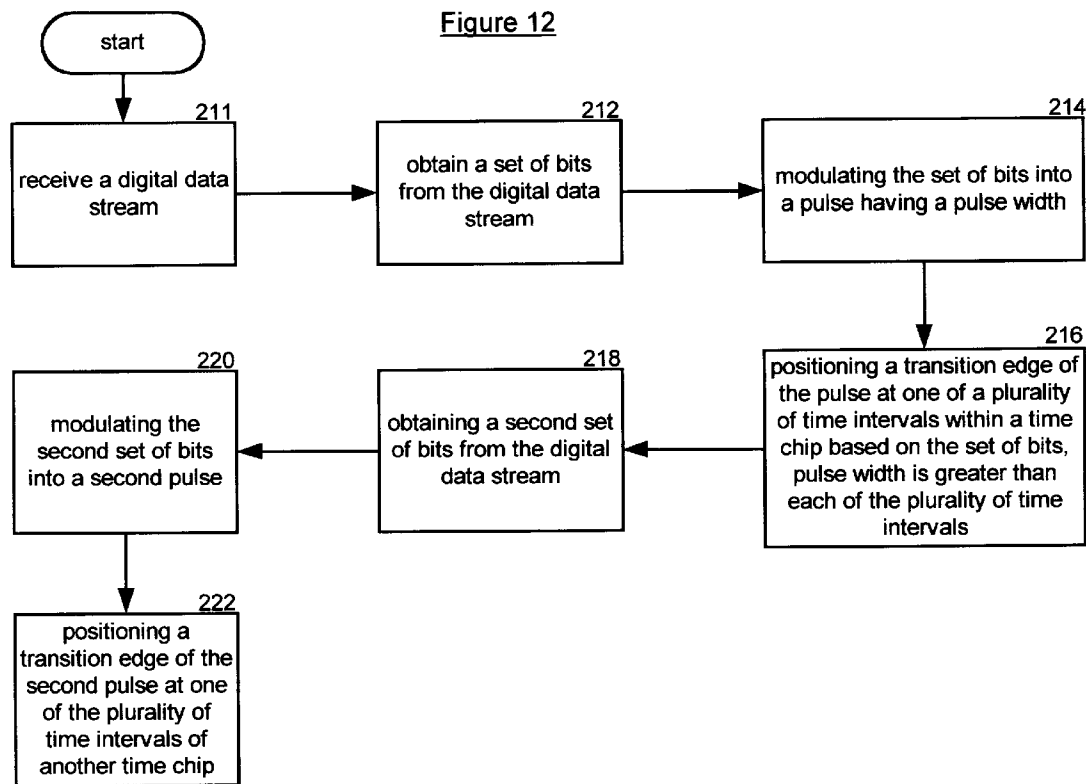 Figure 12
start
211
receive a digital data
stream
212
obtain a set of bits
from the digital data
stream
214
modulating the set of bits into
a pulse having a pulse width
216
positioning a transition edge of
the pulse at one of a plurality
of time intervals within a time
chip based on the set of bits,
pulse width is greater than
each of the plurality of time
intervals
218
obtaining a second set
of bits from the digital
data stream
220
modulating the
second set of bits
into a second pulse
222
positioning a
transition edge of the
second pulse at one
of the plurality of
time intervals of
another time chip